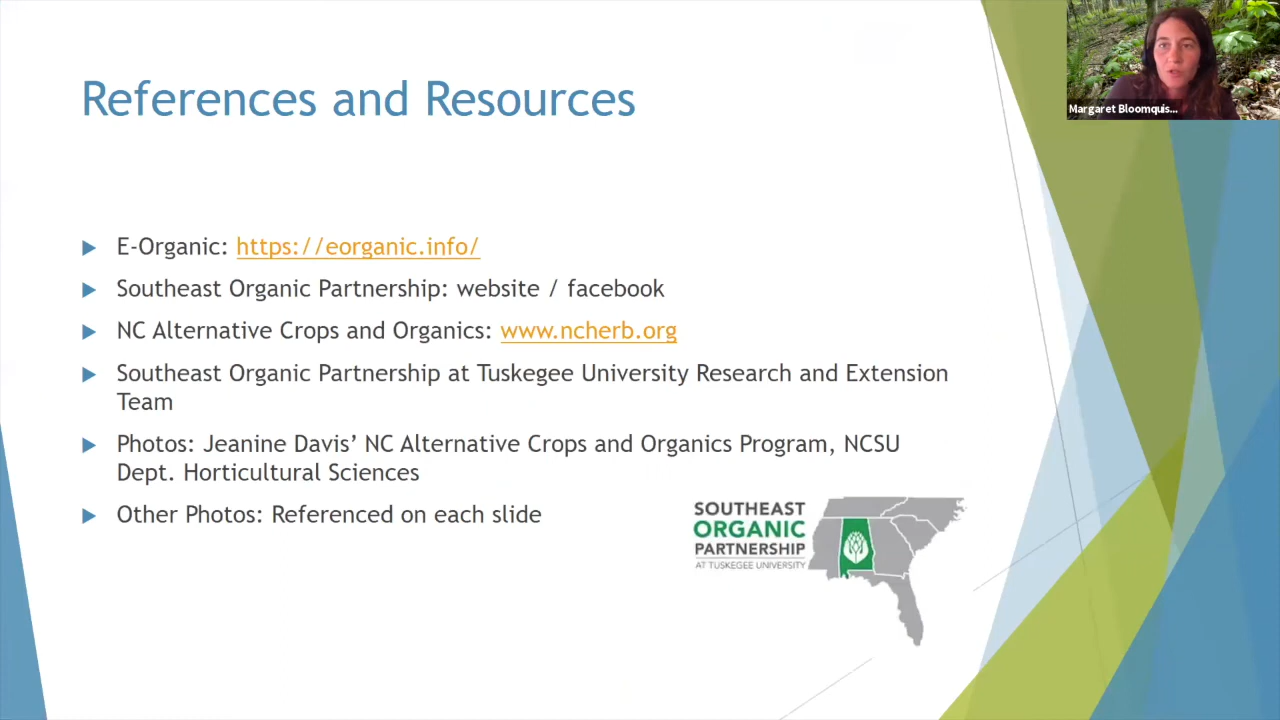 References and Resources
Margaret Bloomquis...
E-Organic: https://eorganic.info/
Southeast Organic Partnership: website / facebook
NC Alternative Crops and Organics: www.ncherb.org
Southeast Organic Partnership at Tuskegee University Research and Extension
Team
Photos: Jeanine Davis’ NC Alternative Crops and Organics Program, NCSU
Dept. Horticultural Sciences
Other Photos: Referenced on each slide
SOUTHEAST
ORGANIC
PARTNERSHIP
AT TUSKEGEE UNIVERSITY